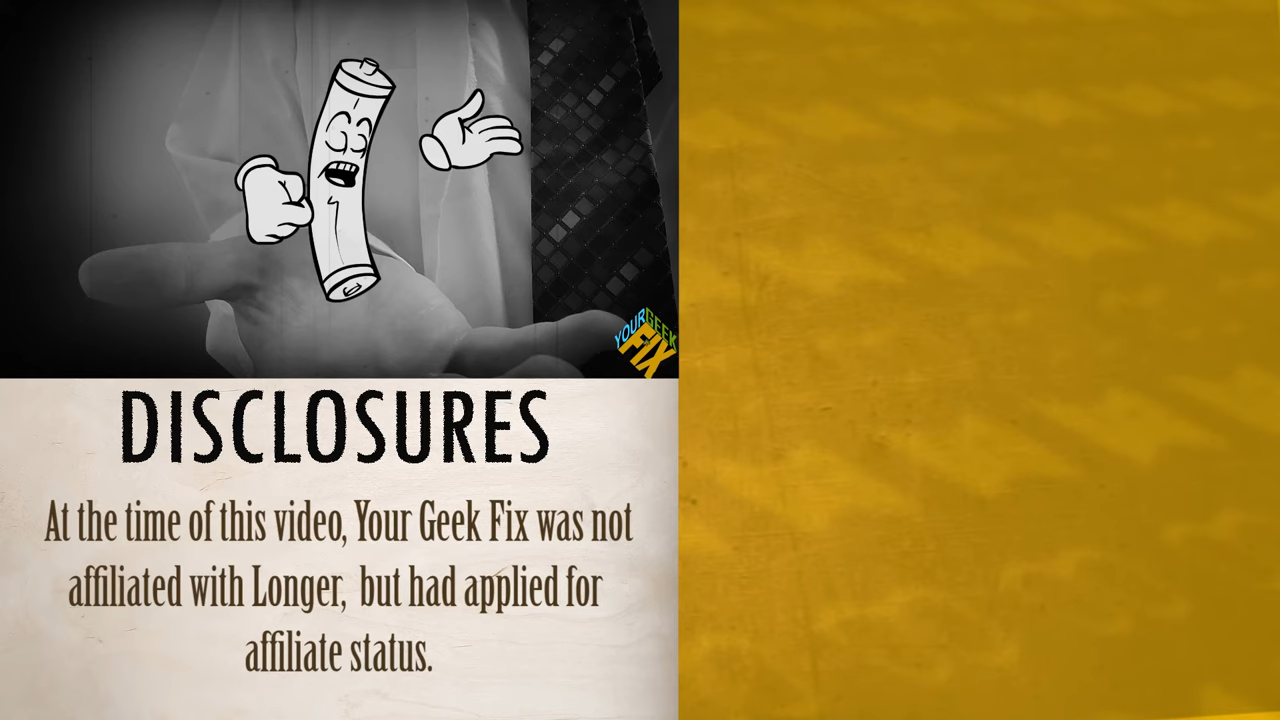 YOUR GEEK
FIX
DISCLOSURES
At the time of this video, Your Geek Fix was not
affiliated with Longer, but had applied for
affiliate status.